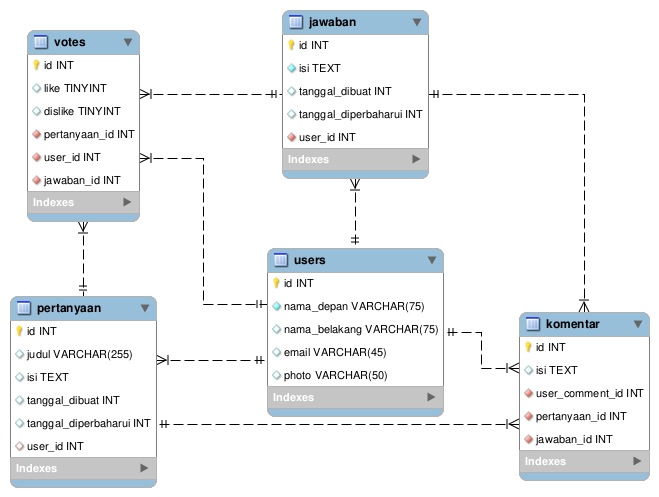 votes
id INT
like TINYINT
dislike TINYINT
pertanyaan_id INT
user_id INT
jawaban_id INT
Indexes
jawaban
id INT
isi TEXT
tanggal_dibuat INT
tanggal_diperbaharui INT
user_id INT
Indexes
users
id INT
nama_depan VARCHAR(75)
nama_belakang VARCHAR(75)
email VARCHAR(45)
photo VARCHAR(50)
Indexes
pertanyaan
id INT
judul VARCHAR(255)
isi TEXT
tanggal_dibuat INT
tanggal_diperbaharui INT
user_id INT
Indexes
komentar
id INT
isi TEXT
user_comment_id INT
pertanyaan_id INT
jawaban_id INT
Indexes